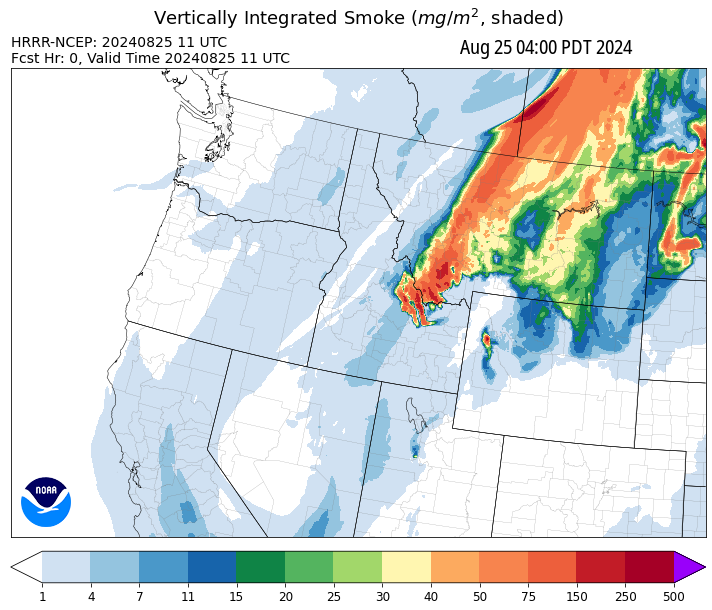 Vertically Integrated Smoke (mg/m², shaded)
HRRR-NCEP: 20240825 11 UTC
Fcst Hr: 0, Valid Time 20240825 11 UTC
Aug 25 04:00 PDT 2024
NOAA
1 4 7 11 15 20 25 30 40 50 75 150 250 500